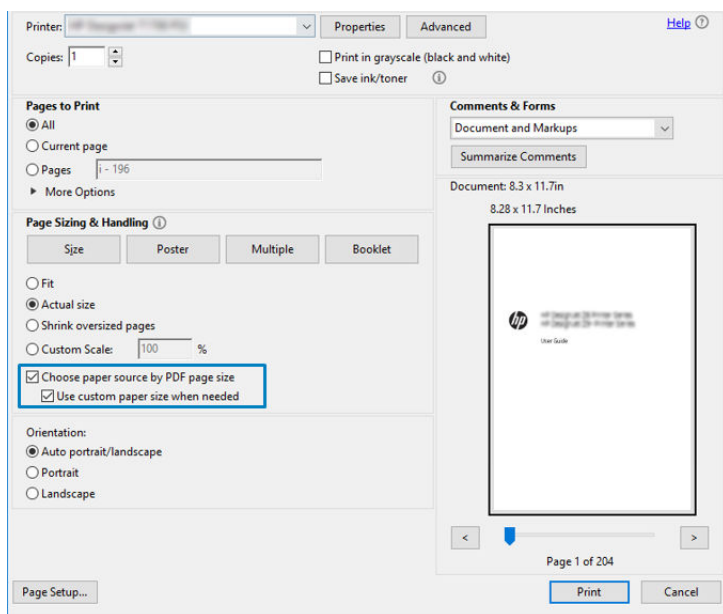 Printer: Properties Advanced Help
Copies: 1 Print in grayscale (black and white)
Save ink/toner
Pages to Print
All
Current page
Pages i - 196
More Options
Comments & Forms
Document and Markups
Summarize Comments
Page Sizing & Handling
Size Poster Multiple Booklet
Fit
Actual size
Shrink oversized pages
Custom Scale: 100 %
Choose paper source by PDF page size
Use custom paper size when needed
Orientation:
Auto portrait/landscape
Portrait
Landscape
Document: 8.3 x 11.7in
8.28 x 11.7 Inches
hp
User Guide
< >
Page 1 of 204
Page Setup... Print Cancel